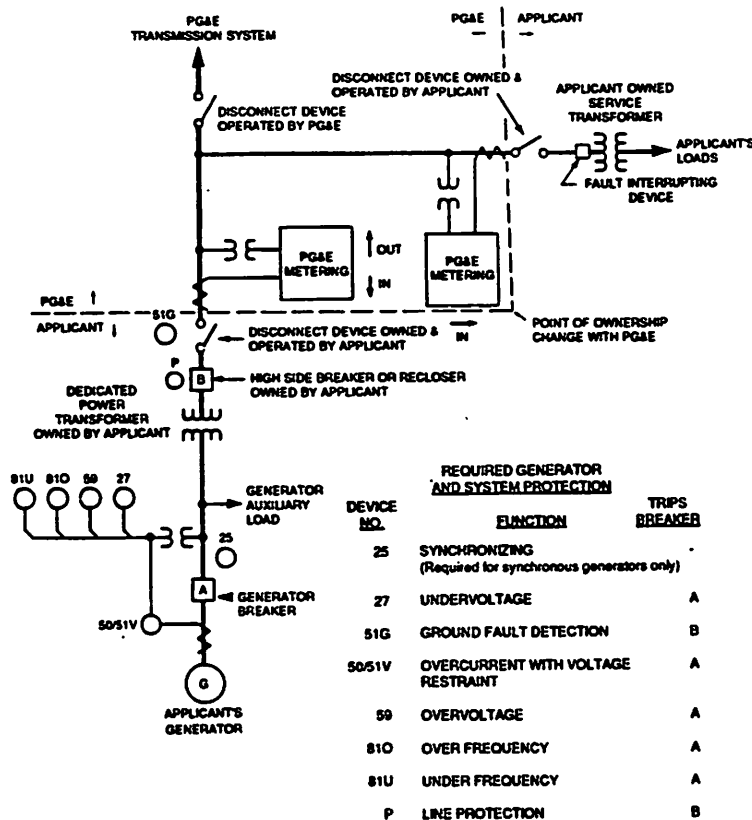 PG&E
TRANSMISSION SYSTEM
PG&E
APPLICANT
DISCONNECT DEVICE OWNED &
OPERATED BY APPLICANT
APPLICANT OWNED
SERVICE
TRANSFORMER
DISCONNECT DEVICE
OPERATED BY PG&E
APPLICANT'S
LOADS
FAULT INTERRUPTING
DEVICE
PG&E
METERING
OUT
IN
PG&E
METERING
PG&E
APPLICANT
51G
DISCONNECT DEVICE OWNED &
OPERATED BY APPLICANT
IN
POINT OF OWNERSHIP
CHANGE WITH PG&E
P
B
HIGH SIDE BREAKER OR RECLOSER
OWNED BY APPLICANT
DEDICATED
POWER
TRANSFORMER
OWNED BY APPLICANT
81U 81O 59 27
GENERATOR
AUXILIARY
LOAD
25
A
GENERATOR
BREAKER
50/51V
G
APPLICANT'S
GENERATOR
REQUIRED GENERATOR
AND SYSTEM PROTECTION
DEVICE
NO.
FUNCTION
TRIPS
BREAKER
25 SYNCHRONIZING -
(Required for synchronous generators only)
27 UNDERVOLTAGE A
51G GROUND FAULT DETECTION B
50/51V OVERCURRENT WITH VOLTAGE A
RESTRAINT
59 OVERVOLTAGE A
81O OVER FREQUENCY A
81U UNDER FREQUENCY A
P LINE PROTECTION B